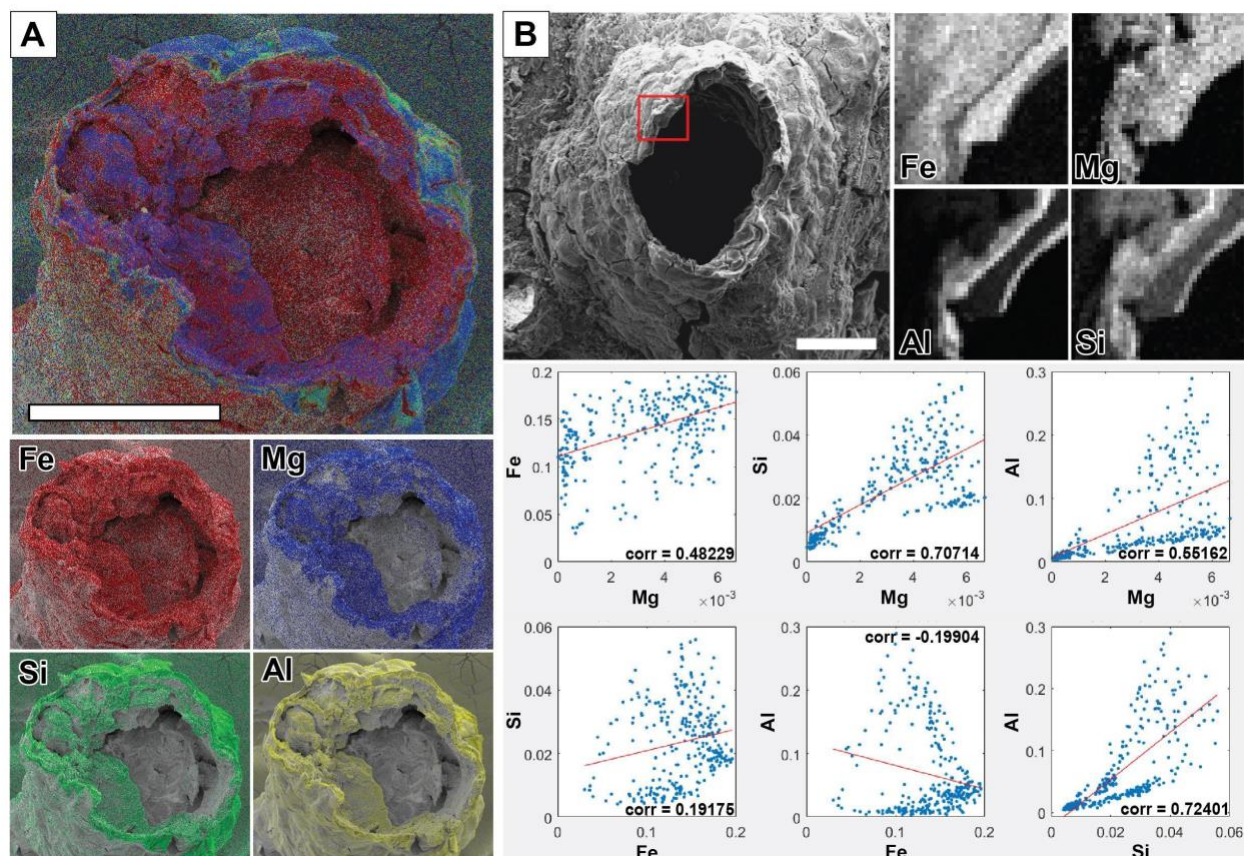 A
B
Fe
Mg
Al
Si
Fe
Mg
Si
Al
0.2
0.15
0.1
0.05
0
Fe
0
2
4
6
Mg
×10⁻³
corr = 0.48229
0.06
0.04
0.02
0
Si
0
2
4
6
Mg
×10⁻³
corr = 0.70714
0.3
0.2
0.1
0
Al
0
2
4
6
Mg
×10⁻³
corr = 0.55162
0.06
0.04
0.02
0
Si
0
0.1
0.2
Fe
corr = 0.19175
0.3
0.2
0.1
0
Al
0
0.1
0.2
Fe
corr = -0.19904
0.3
0.2
0.1
0
Al
0
0.02
0.04
0.06
Si
corr = 0.72401